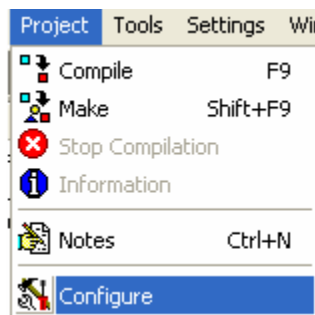 Project Tools Settings
Compile F9
Make Shift+F9
Stop Compilation
Information
Notes Ctrl+N
Configure